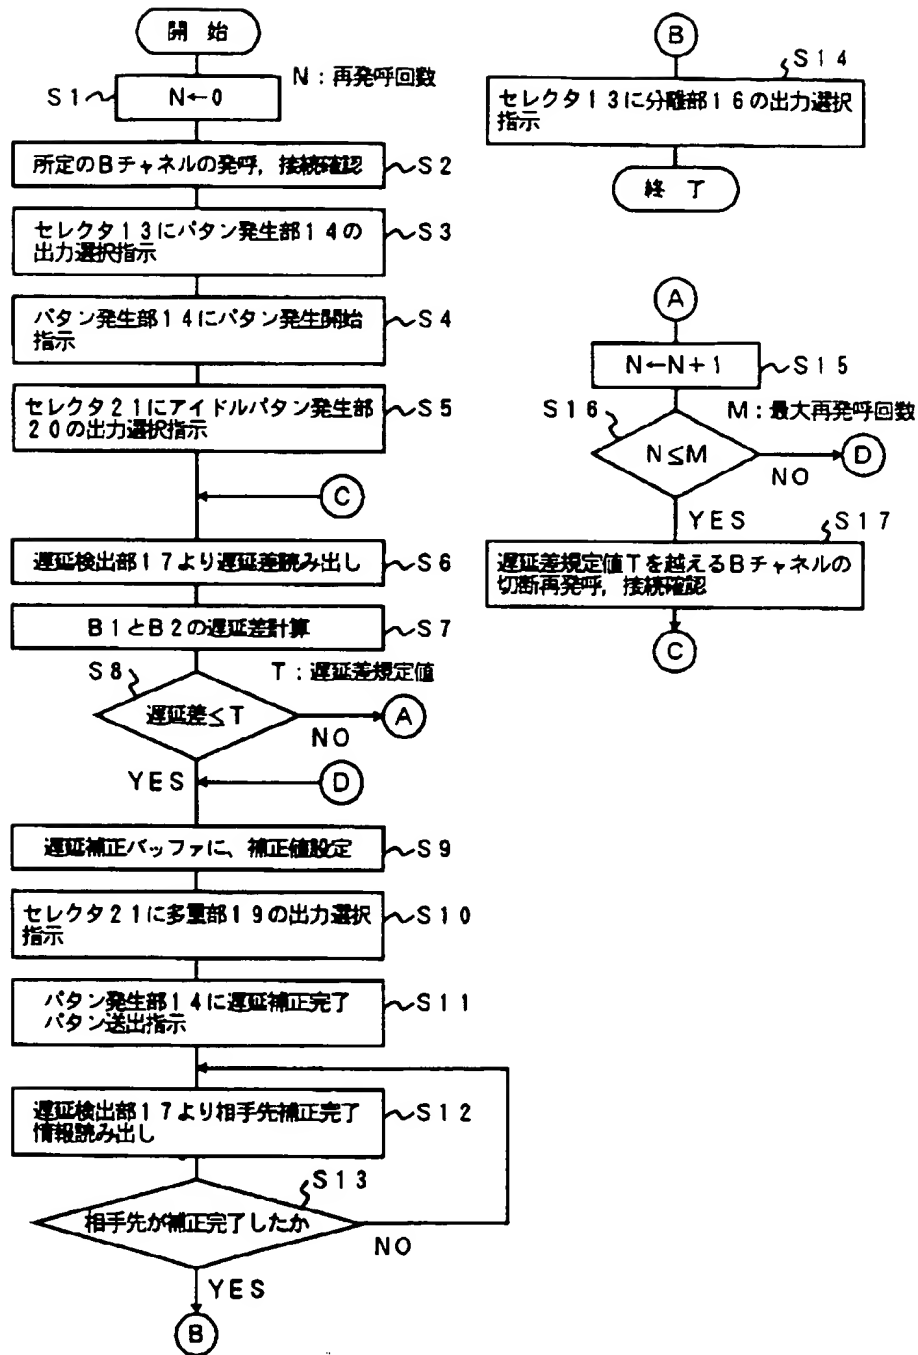 開 始
N:再発呼回数
S1
N←0
所定のBチャネルの発呼,接続確認
S2
セレクタ13にパタン発生部14の
出力選択指示
S3
パタン発生部14にパタン発生開始
指示
S4
セレクタ21にアイドルパタン発生部
20の出力選択指示
S5
C
遅延検出部17より遅延差読み出し
S6
B1とB2の遅延差計算
S7
S8
T:遅延差規定値
遅延差≦T
NO
A
YES
D
遅延補正バッファに、補正値設定
S9
セレクタ21に多重部19の出力選択
指示
S10
パタン発生部14に遅延補正完了
パタン送出指示
S11
遅延検出部17より相手先補正完了
情報読み出し
S12
S13
相手先が補正完了したか
NO
YES
B
B
S14
セレクタ13に分離部16の出力選択
指示
終 了
A
N←N+1
S15
S16
M:最大再発呼回数
N≦M
NO
D
YES
S17
遅延差規定値Tを越えるBチャネルの
切断再発呼,接続確認
C